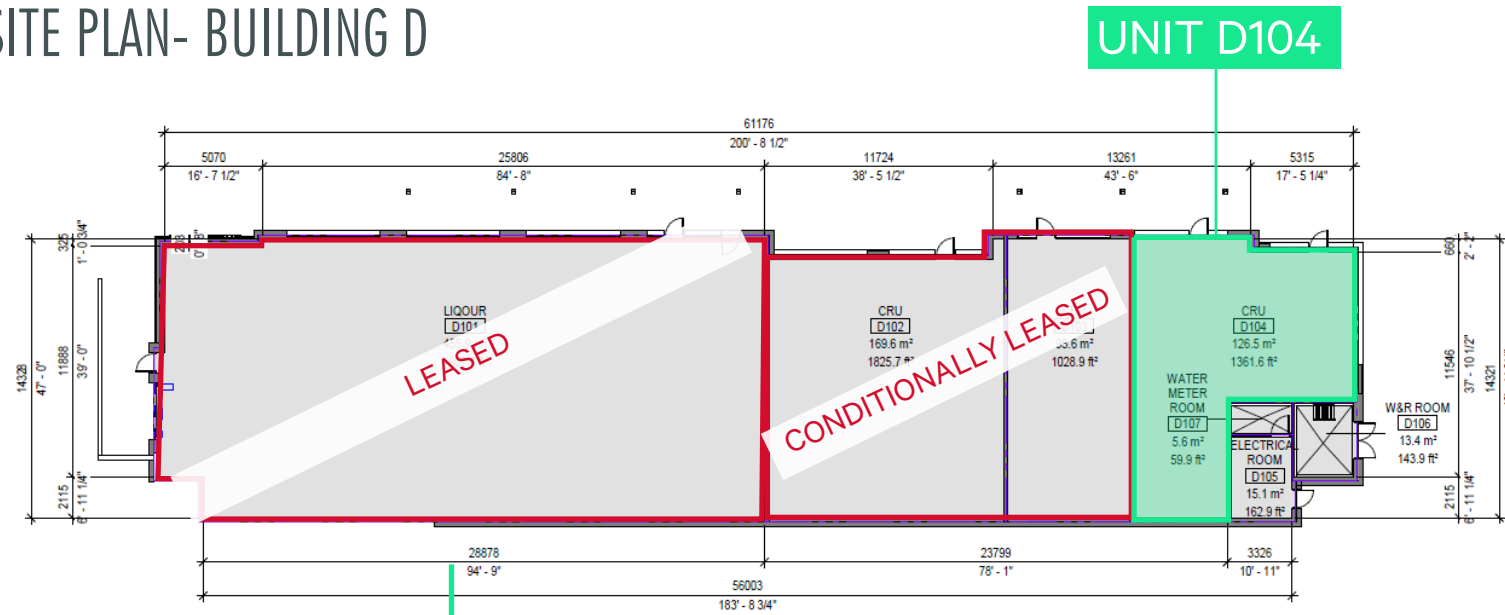 SITE PLAN- BUILDING D
UNIT D104
61176
200' - 8 1/2"
5070
25806
11724
13261
5315
16' - 7 1/2"
84' - 8"
38' - 5 1/2"
43' - 6"
17' - 5 1/4"
325
1' - 0 3/4"
14328
47' - 0"
11888
39' - 0"
2115
6' - 11 1/4"
LIQOUR
D101
LEASED
CRU
D102
169.6 m²
1825.7 ft²
1028.9 ft²
CONDITIONALLY LEASED
CRU
D104
126.5 m²
1361.6 ft²
WATER
METER
ROOM
D107
5.6 m²
59.9 ft²
ELECTRICAL
ROOM
D105
15.1 m²
162.9 ft²
W&R ROOM
D106
13.4 m²
143.9 ft²
660
2' - 2"
11546
37' - 10 1/2"
14321
2115
6' - 11 1/4"
28878
23799
3326
94' - 9"
78' - 1"
10' - 11"
56003
183' - 8 3/4"